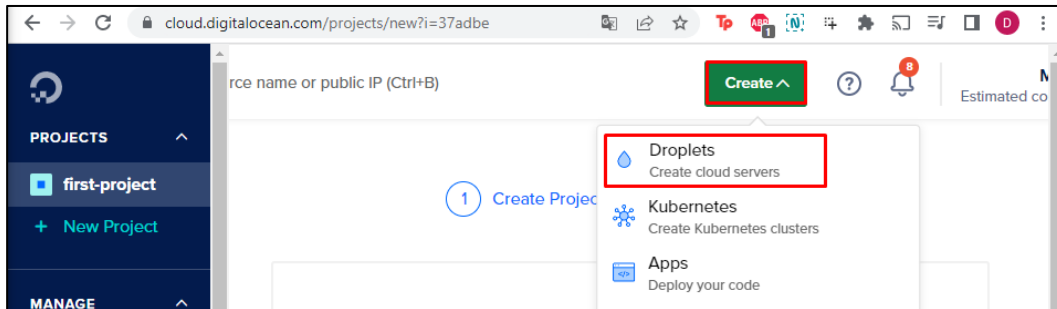 cloud.digitalocean.com/projects/new?i=37adbe
Tp
ABP
1
N
D
rce name or public IP (Ctrl+B)
Create
?
8
Estimated co
PROJECTS
first-project
+ New Project
MANAGE
1 Create Projec
Droplets
Create cloud servers
Kubernetes
Create Kubernetes clusters
Apps
Deploy your code